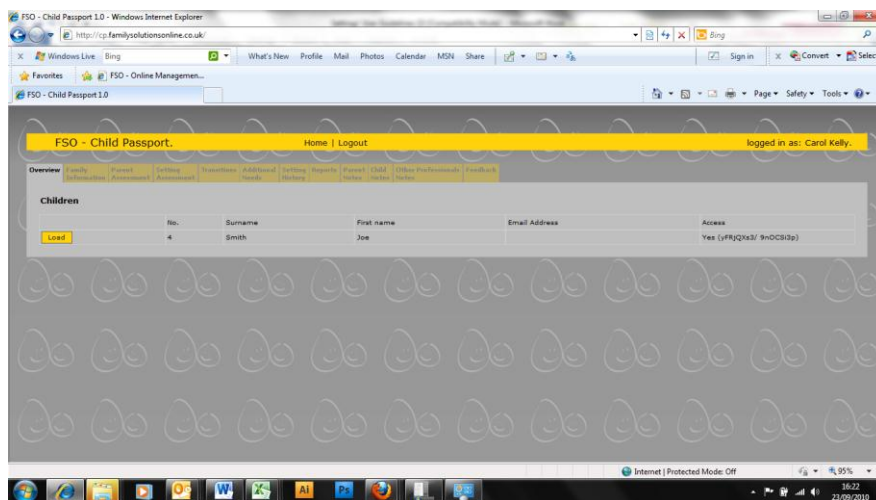 FSO - Child Passport 1.0 - Windows Internet Explorer
http://cp.familysolutionsonline.co.uk/
Bing
X Windows Live Bing What's New Profile Mail Photos Calendar MSN Share Sign in x Convert Selec
Favorites FSO - Online Managemen...
FSO - Child Passport 1.0 Page Safety Tools
FSO - Child Passport. Home | Logout logged in as: Carol Kelly.
Overview Family Information Parent Assessment Setting Assessment Transitions Additional Needs Setting History Reports Parent Notes Child Notes Other Professionals Notes Feedback
Children
No. Surname First name Email Address Access
Load 4 Smith Joe Yes (yFRjQXs3/ 9nOCSi3p)
Internet | Protected Mode: Off 95%
16:22
23/09/2010